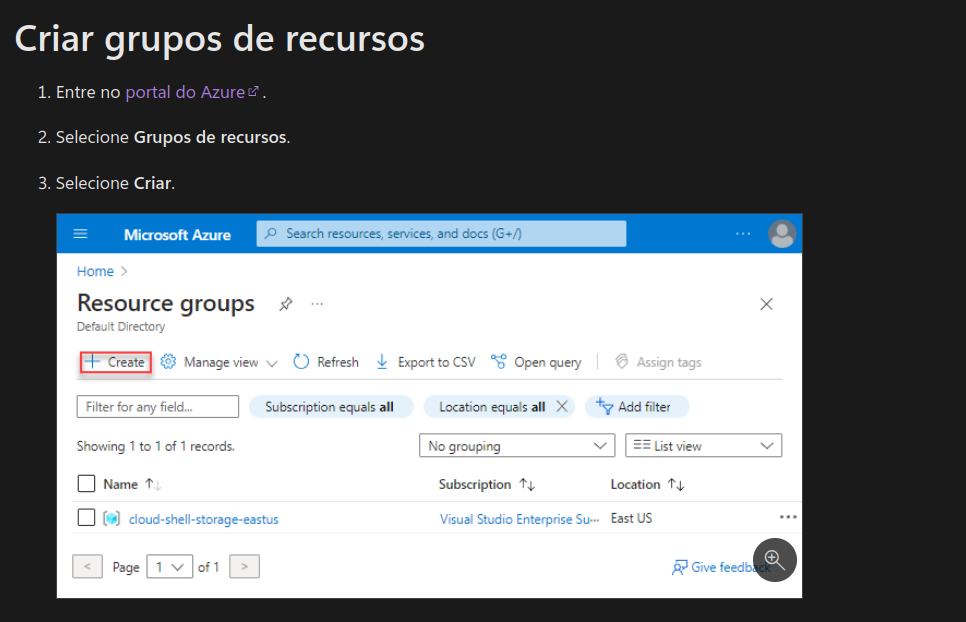 Criar grupos de recursos
1. Entre no portal do Azure.
2. Selecione Grupos de recursos.
3. Selecione Criar.
Microsoft Azure
Search resources, services, and docs (G+/)
Home
Resource groups
Default Directory
Create Manage view Refresh Export to CSV Open query Assign tags
Filter for any field... Subscription equals all Location equals all Add filter
Showing 1 to 1 of 1 records. No grouping List view
Name Subscription Location
cloud-shell-storage-eastus Visual Studio Enterprise Su... East US
< Page 1 of 1 > Give feedback